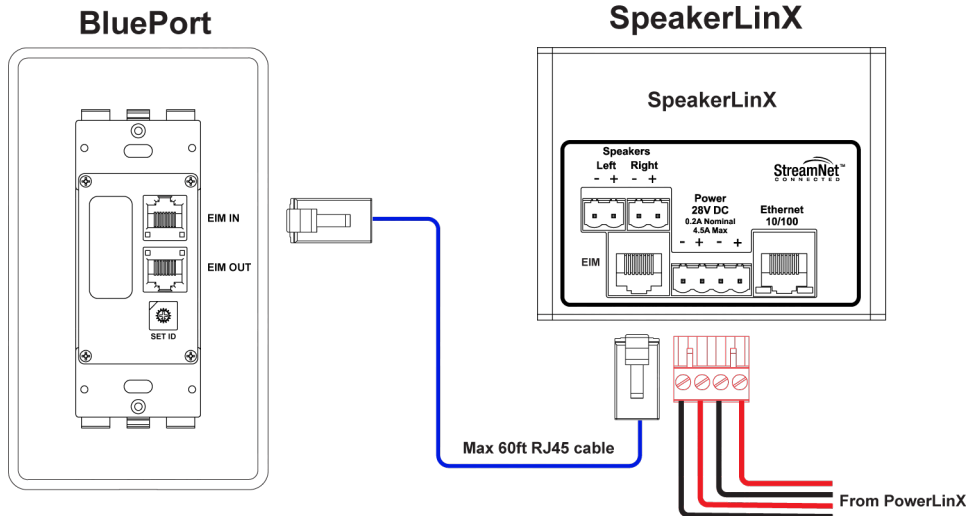 BluePort
EIM IN
EIM OUT
SET ID
SpeakerLinX
SpeakerLinX
Speakers
Left Right
- + - +
StreamNet™
CONNECTED
Power
28V DC
0.2A Nominal
4.5A Max
- + - +
Ethernet
10/100
EIM
Max 60ft RJ45 cable
From PowerLinX